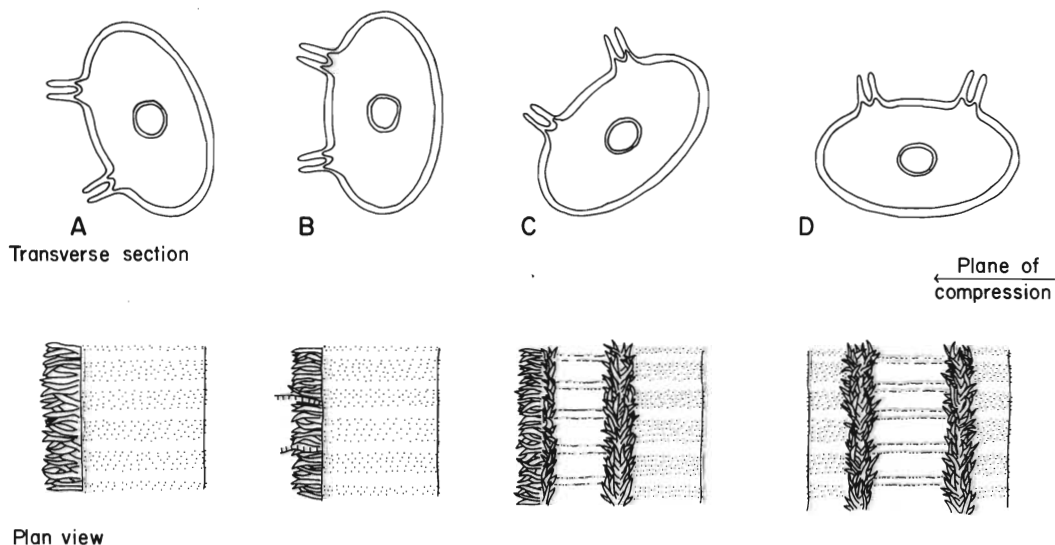 A
B
C
D
Transverse section
Plane of
compression
Plan view